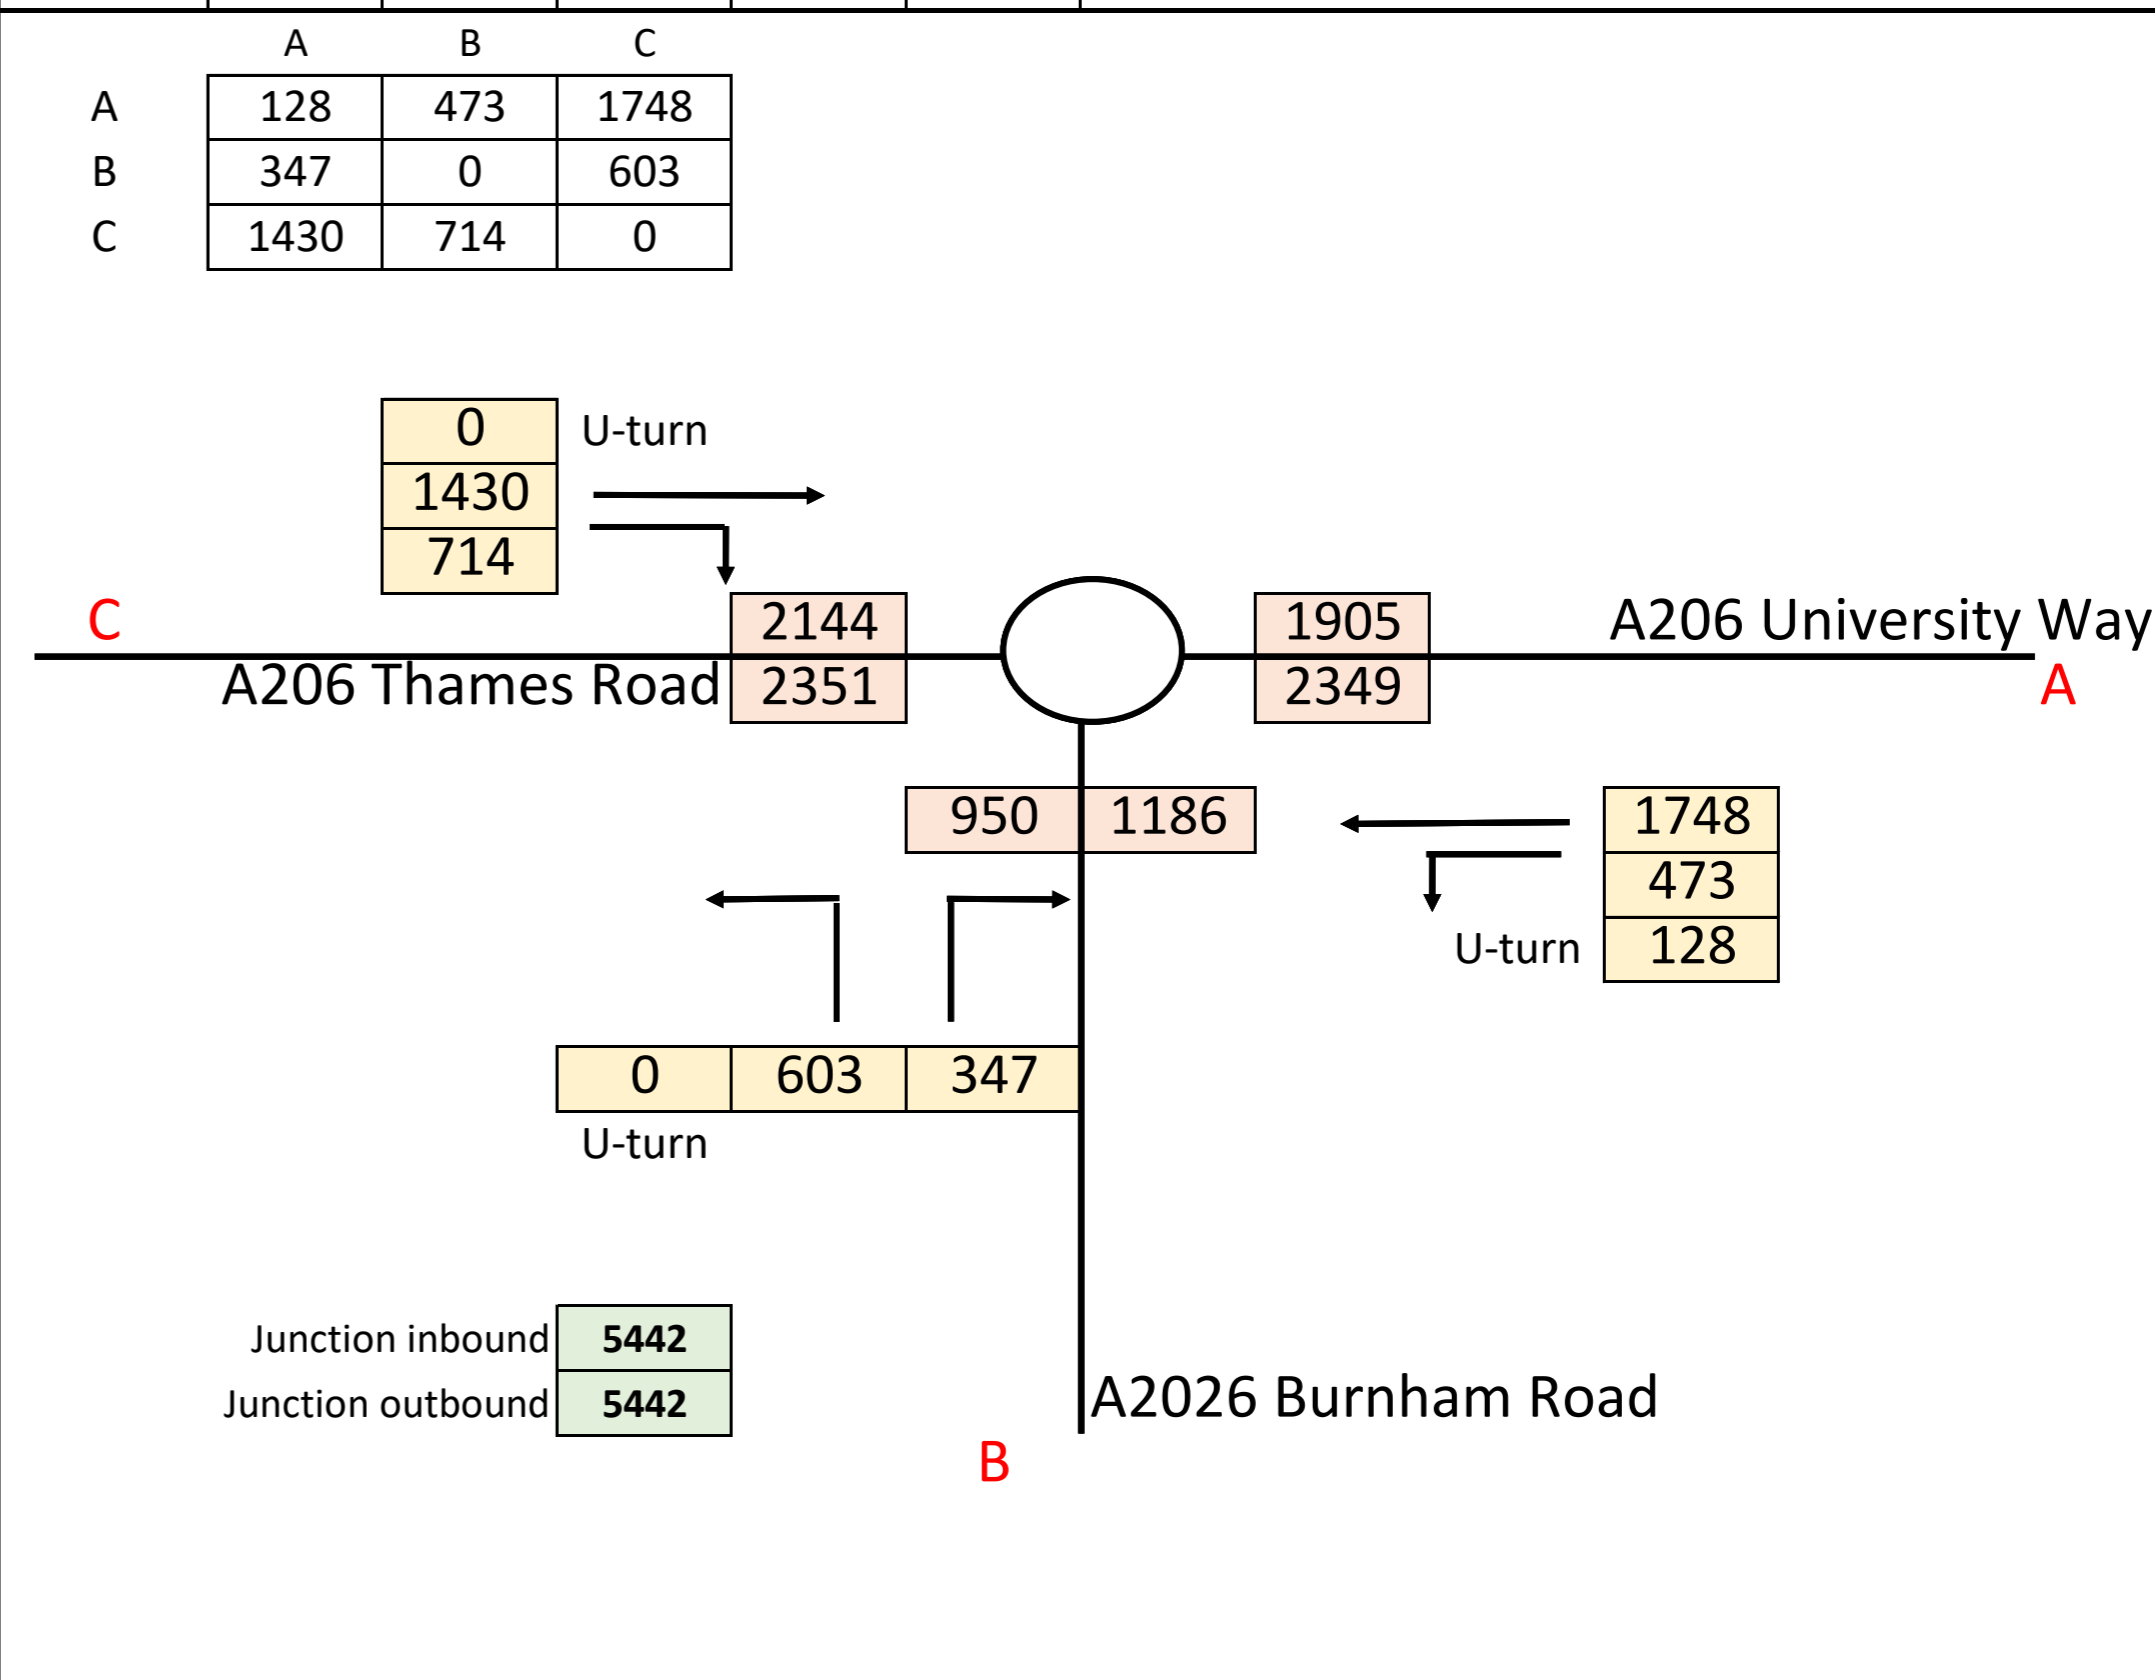 A B C
A 128 473 1748
B 347 0 603
C 1430 714 0
0 U-turn
1430
714
C 2144 1905 A206 University Way
A206 Thames Road 2351 2349 A
950 1186 1748
473
U-turn 128
0 603 347
U-turn
Junction inbound 5442
Junction outbound 5442
A2026 Burnham Road
B